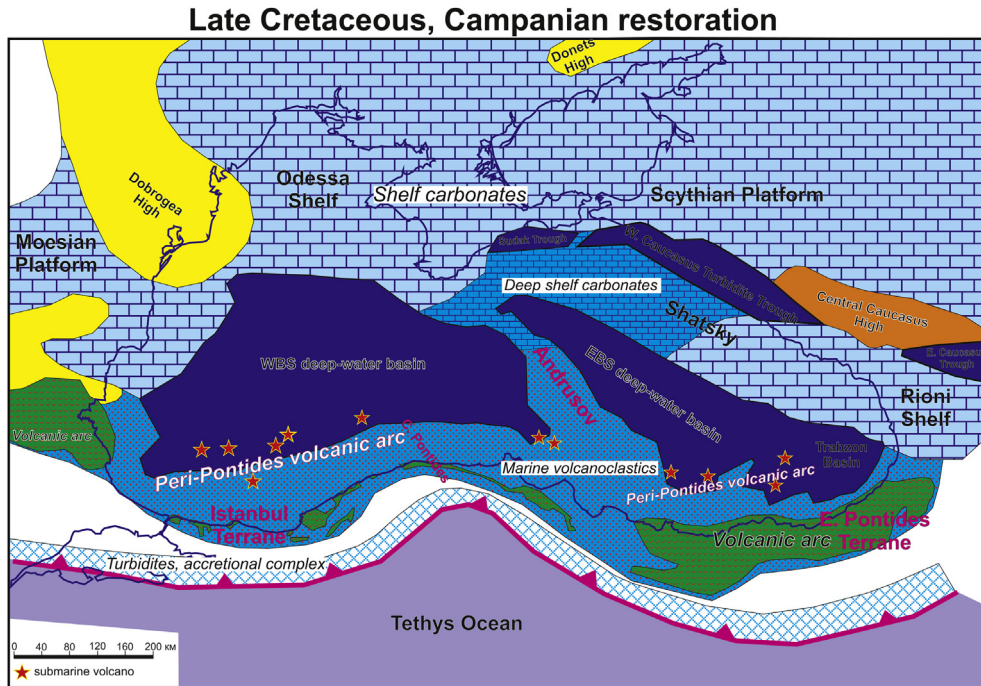 Late Cretaceous, Campanian restoration
Donets
High
Dobrogea
High
Odessa
Shelf
Shelf carbonates
Scythian Platform
Moesian
Platform
Sudak Trough
W. Caucasus Turbidite Trough
Deep shelf carbonates
Central Caucasus
High
Shatsky
E. Caucasus
Trough
WBS deep-water basin
Andrusov
EBS deep-water basin
Rioni
Shelf
Volcanic arc
Peri-Pontides volcanic arc
C. Pontides
Marine volcanoclastics
Trabzon
Basin
Peri-Pontides volcanic arc
Istanbul
Terrane
E. Pontides
Terrane
Volcanic arc
Turbidites, accretional complex
Tethys Ocean
0 40 80 120 160 200 км
submarine volcano